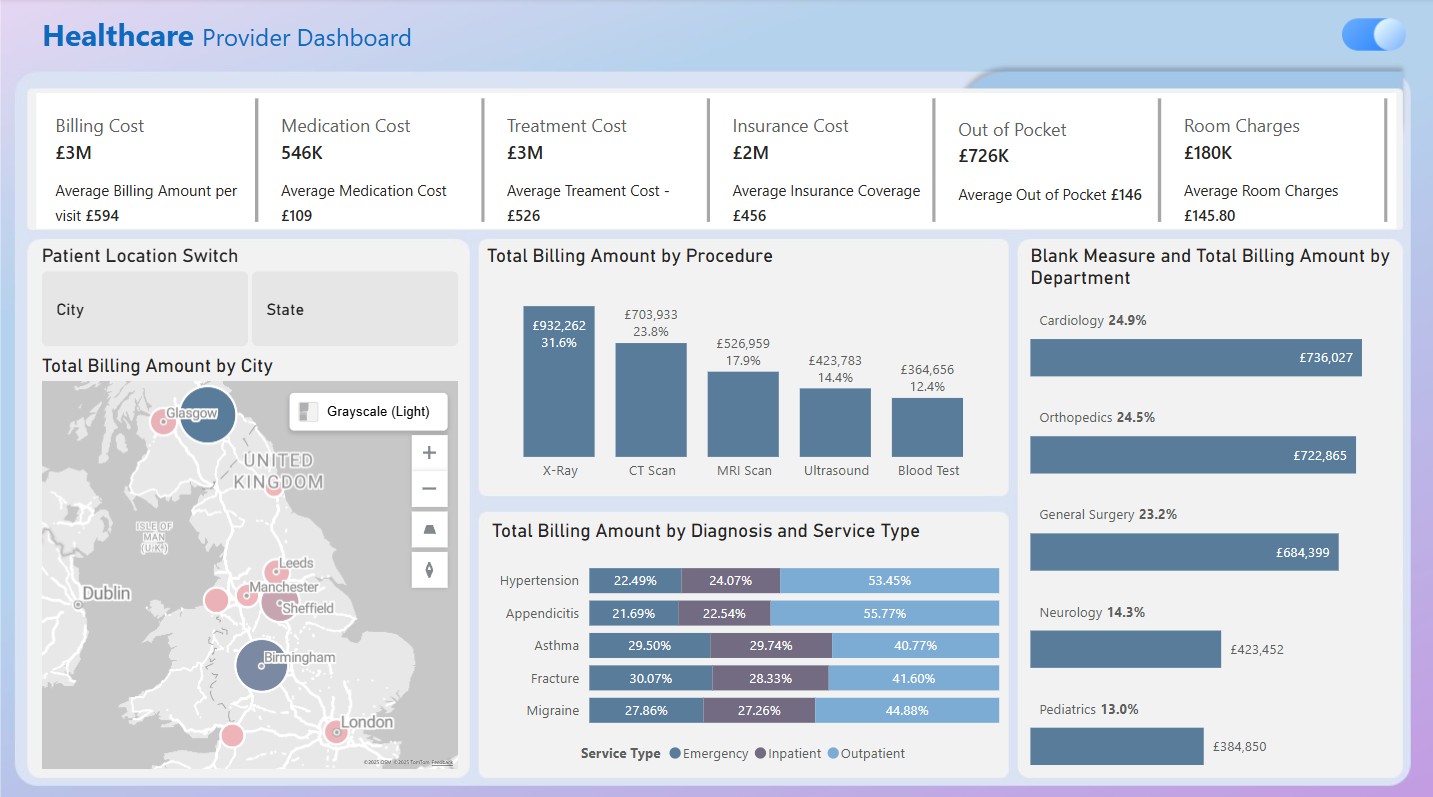 Healthcare Provider Dashboard
Billing Cost
£3M
Average Billing Amount per
visit £594
Medication Cost
546K
Average Medication Cost
£109
Treatment Cost
£3M
Average Treament Cost -
£526
Insurance Cost
£2M
Average Insurance Coverage
£456
Out of Pocket
£726K
Average Out of Pocket £146
Room Charges
£180K
Average Room Charges
£145.80
Patient Location Switch
City
State
Total Billing Amount by City
Grayscale (Light)
Glasgow
UNITED
KINGDOM
ISLE OF
MAN
(U.K.)
Leeds
Manchester
Dublin
Sheffield
Birmingham
London
©2025 OSM ©2025 TomTom Feedback
Total Billing Amount by Procedure
£932,262
31.6%
£703,933
23.8%
£526,959
17.9%
£423,783
14.4%
£364,656
12.4%
X-Ray
CT Scan
MRI Scan
Ultrasound
Blood Test
Total Billing Amount by Diagnosis and Service Type
Hypertension 22.49% 24.07% 53.45%
Appendicitis 21.69% 22.54% 55.77%
Asthma 29.50% 29.74% 40.77%
Fracture 30.07% 28.33% 41.60%
Migraine 27.86% 27.26% 44.88%
Service Type Emergency Inpatient Outpatient
Blank Measure and Total Billing Amount by
Department
Cardiology 24.9%
£736,027
Orthopedics 24.5%
£722,865
General Surgery 23.2%
£684,399
Neurology 14.3%
£423,452
Pediatrics 13.0%
£384,850